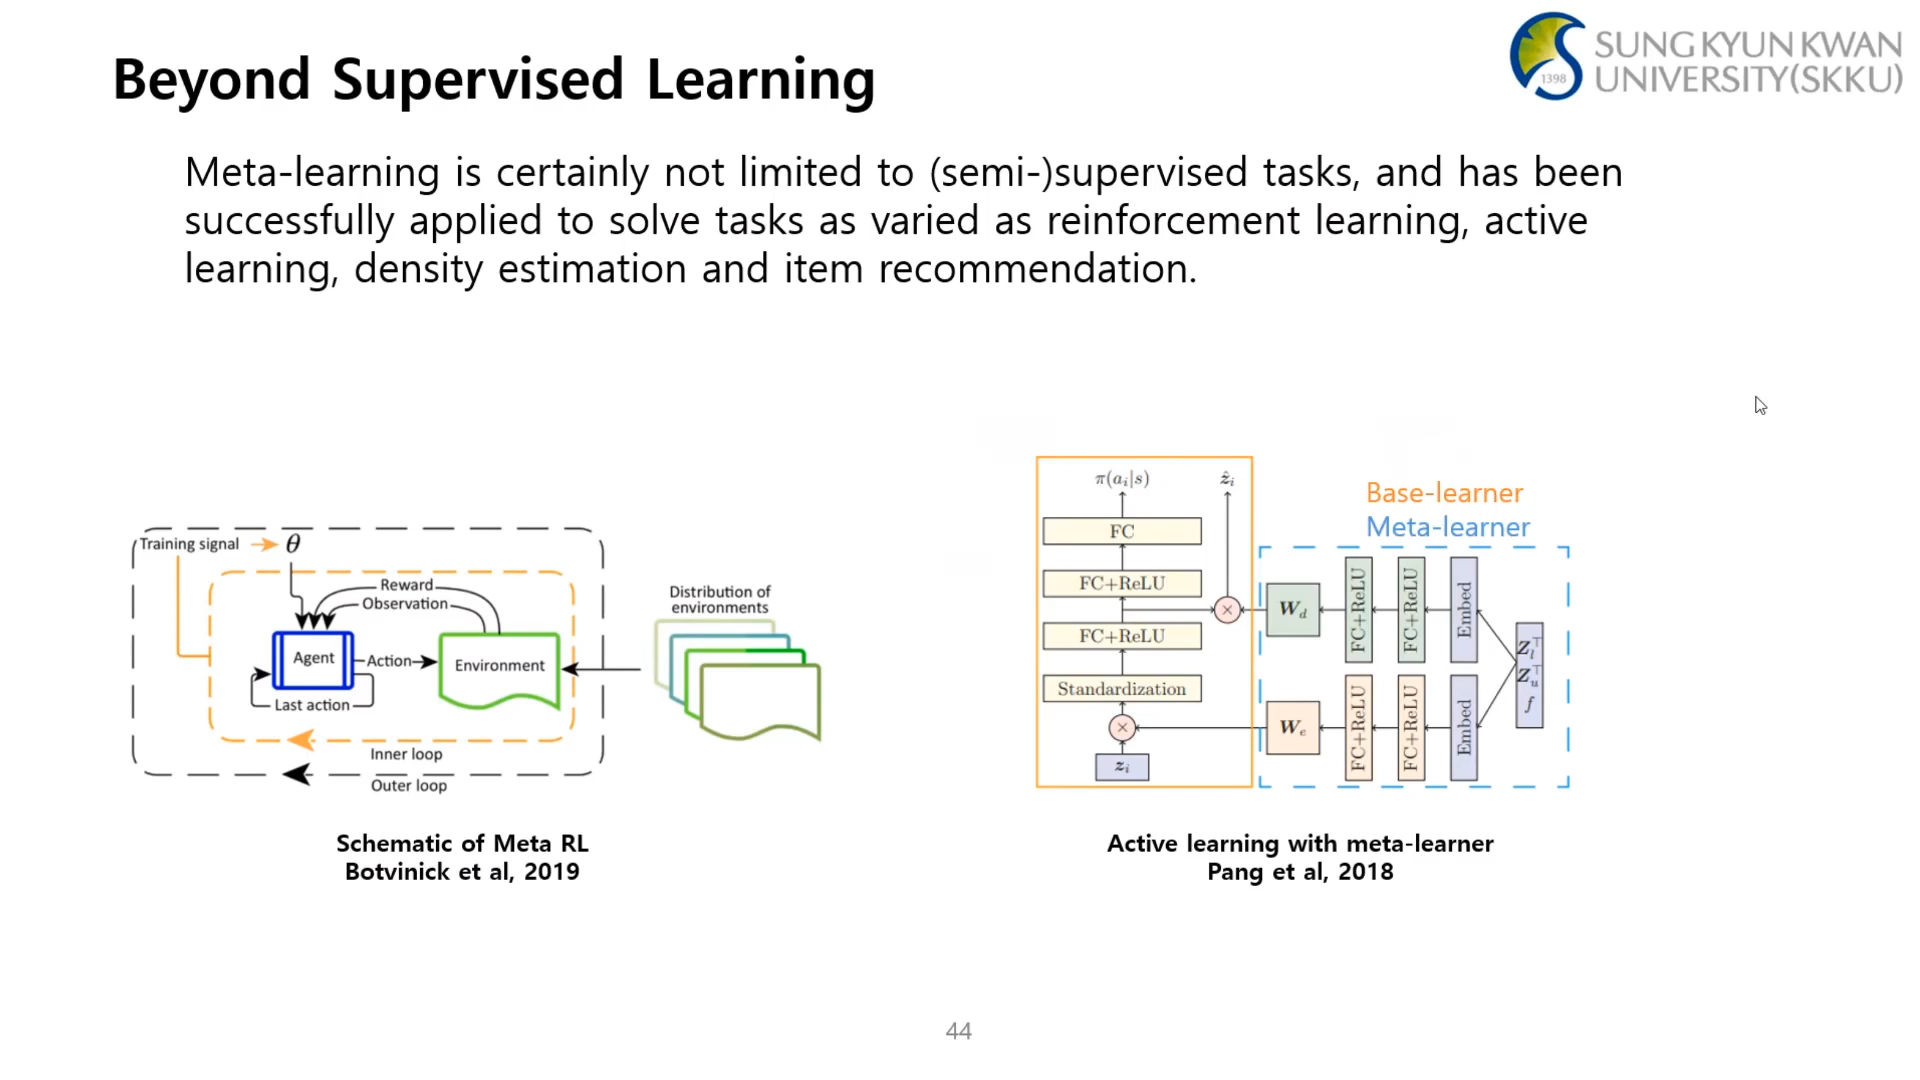 SUNGKYUNKWAN
UNIVERSITY(SKKU)
1398
Beyond Supervised Learning
Meta-learning is certainly not limited to (semi-)supervised tasks, and has been
successfully applied to solve tasks as varied as reinforcement learning, active
learning, density estimation and item recommendation.
Training signal
θ
Reward
Observation
Agent
Action
Environment
Last action
Inner loop
Outer loop
Distribution of
environments
Schematic of Meta RL
Botvinick et al, 2019
π(a_i|s)
ẑ_i
FC
FC+ReLU
FC+ReLU
Standardization
×
z_i
×
Base-learner
Meta-learner
W_d
FC+ReLU
FC+ReLU
Embed
W_e
FC+ReLU
FC+ReLU
Embed
Z_l^⊤
Z_u^⊤
f
Active learning with meta-learner
Pang et al, 2018
44